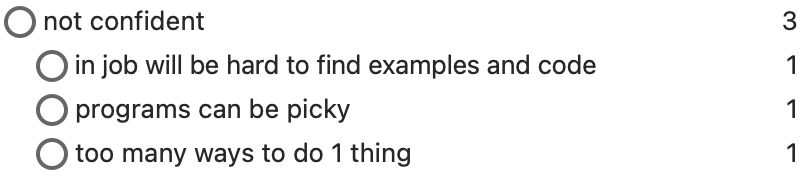 not confident 3
in job will be hard to find examples and code 1
programs can be picky 1
too many ways to do 1 thing 1